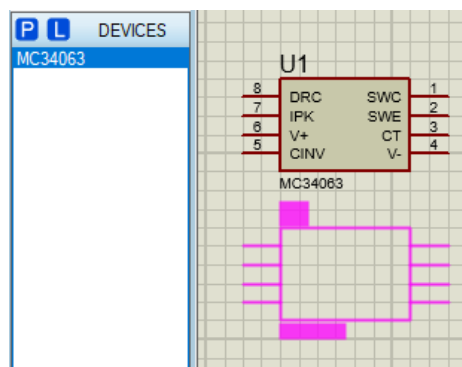 P L DEVICES
MC34063
U1
8 DRC SWC 1
7 IPK SWE 2
6 V+ CT 3
5 CINV V- 4
MC34063